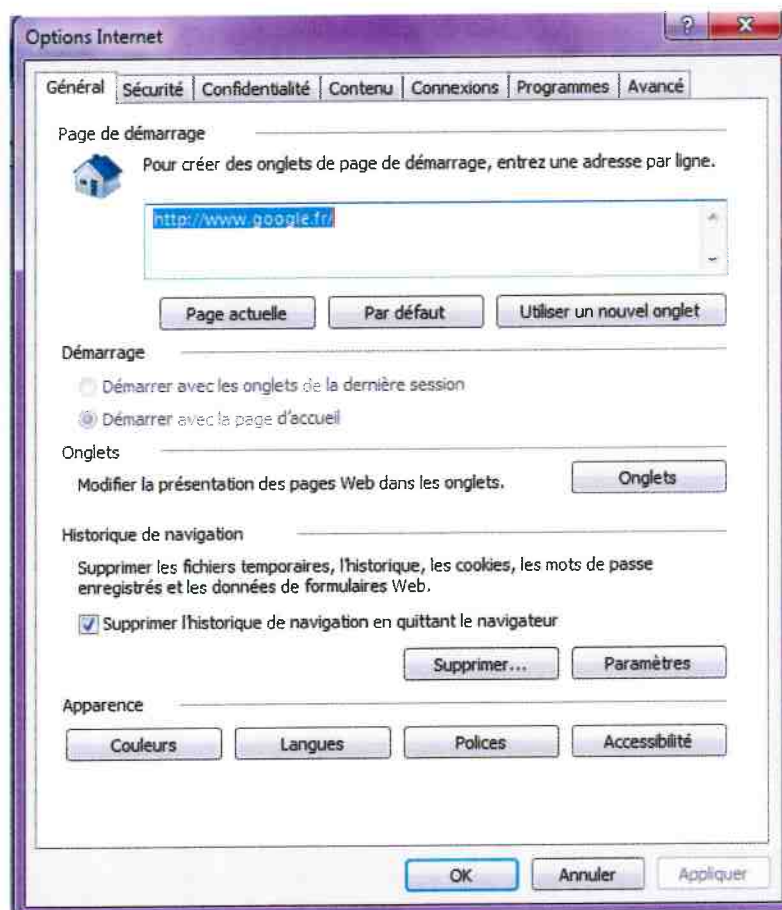 Options Internet
?
Général Sécurité Confidentialité Contenu Connexions Programmes Avancé
Page de démarrage
Pour créer des onglets de page de démarrage, entrez une adresse par ligne.
http://www.google.fr/
Page actuelle Par défaut Utiliser un nouvel onglet
Démarrage
Démarrer avec les onglets de la dernière session
Démarrer avec la page d'accueil
Onglets
Modifier la présentation des pages Web dans les onglets.
Onglets
Historique de navigation
Supprimer les fichiers temporaires, l'historique, les cookies, les mots de passe
enregistrés et les données de formulaires Web.
Supprimer l'historique de navigation en quittant le navigateur
Supprimer... Paramètres
Apparence
Couleurs Langues Polices Accessibilité
OK Annuler Appliquer